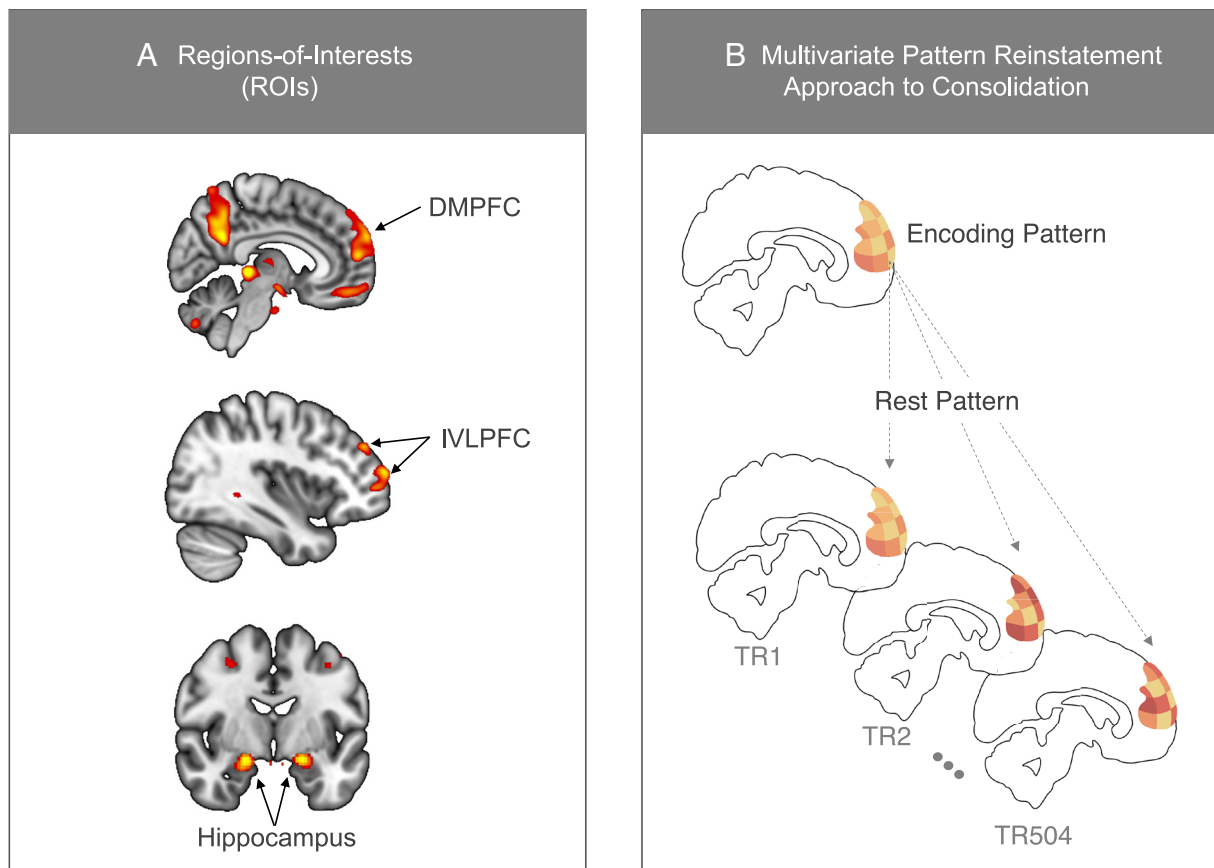 A Regions-of-Interests
(ROIs)
DMPFC
lVLPFC
Hippocampus
B Multivariate Pattern Reinstatement
Approach to Consolidation
Encoding Pattern
Rest Pattern
TR1
TR2
TR504